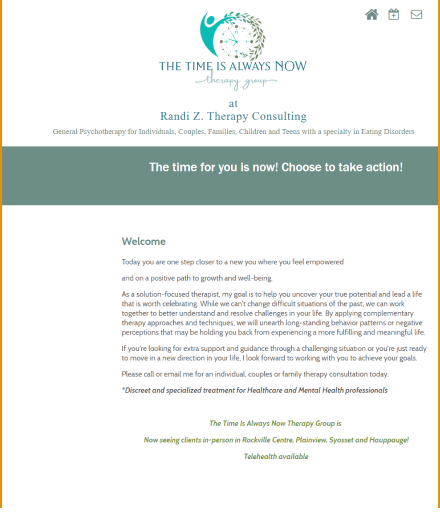 THE TIME IS ALWAYS NOW
therapy group
at
Randi Z. Therapy Consulting
General Psychotherapy for Individuals, Couples, Families, Children and Teens with a specialty in Eating Disorders
The time for you is now! Choose to take action!
Welcome
Today you are one step closer to a new you where you feel empowered
and on a positive path to growth and well-being.
As a solution-focused therapist, my goal is to help you uncover your true potential and lead a life
that is worth celebrating. While we can't change difficult situations of the past, we can work
together to better understand and resolve challenges in your life. By applying complementary
therapy approaches and techniques, we will unearth long-standing behavior patterns or negative
perceptions that may be holding you back from experiencing a more fulfilling and meaningful life.
If you're looking for extra support and guidance through a challenging situation or you're just ready
to move in a new direction in your life, I look forward to working with you to achieve your goals.
Please call or email me for an individual, couples or family therapy consultation today.
*Discreet and specialized treatment for Healthcare and Mental Health professionals
The Time Is Always Now Therapy Group is
Now seeing clients in-person in Rockville Centre, Plainview, Syosset and Hauppauge!
Telehealth available